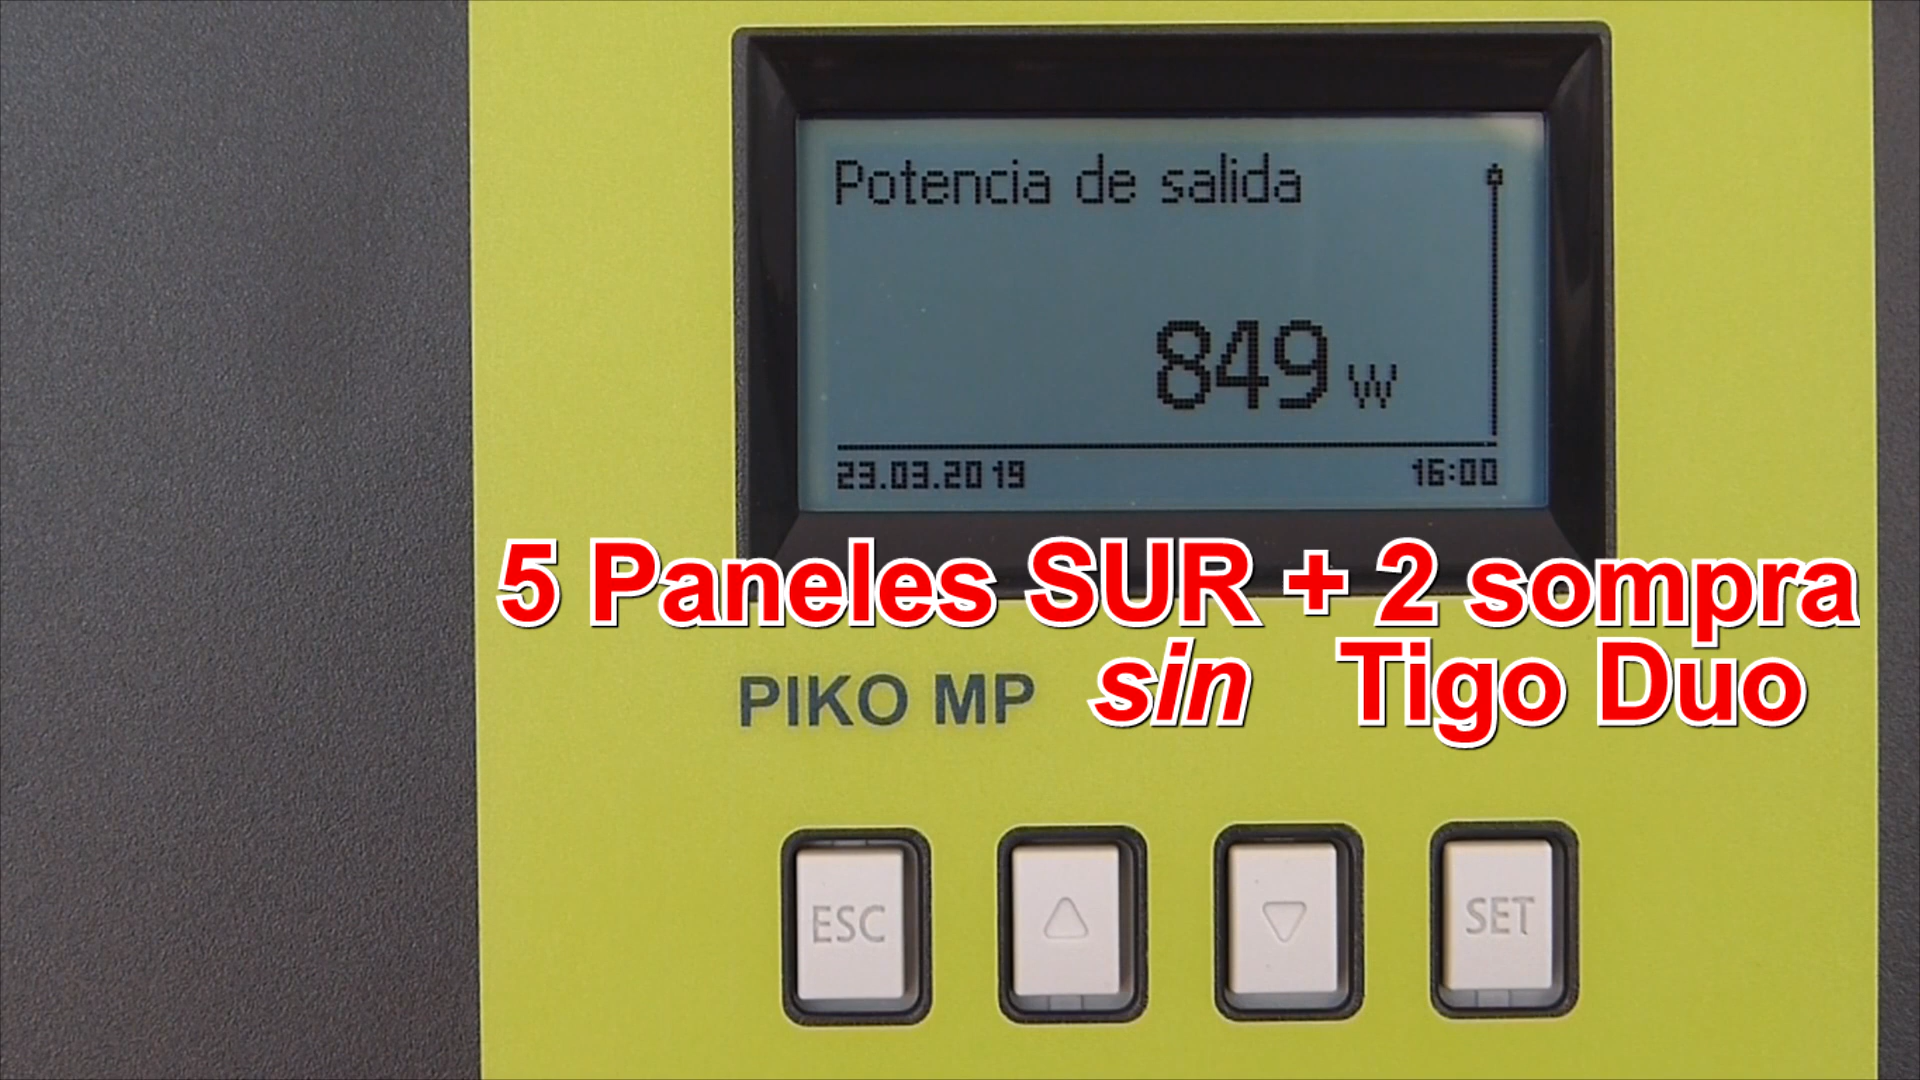 Potencia de salida
849 W
23.03.2019 16:00
5 Paneles SUR + 2 sompra
sin Tigo Duo
PIKO MP
ESC
SET